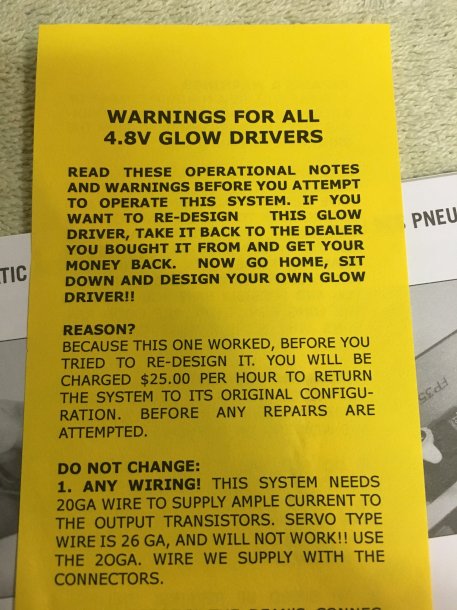 WARNINGS FOR ALL
4.8V GLOW DRIVERS
READ THESE OPERATIONAL NOTES
AND WARNINGS BEFORE YOU ATTEMPT
TO OPERATE THIS SYSTEM. IF YOU
WANT TO RE-DESIGN THIS GLOW
DRIVER, TAKE IT BACK TO THE DEALER
YOU BOUGHT IT FROM AND GET YOUR
MONEY BACK. NOW GO HOME, SIT
DOWN AND DESIGN YOUR OWN GLOW
DRIVER!!
REASON?
BECAUSE THIS ONE WORKED, BEFORE YOU
TRIED TO RE-DESIGN IT. YOU WILL BE
CHARGED $25.00 PER HOUR TO RETURN
THE SYSTEM TO ITS ORIGINAL CONFIGU-
RATION. BEFORE ANY REPAIRS ARE
ATTEMPTED.
DO NOT CHANGE:
1. ANY WIRING! THIS SYSTEM NEEDS
20GA WIRE TO SUPPLY AMPLE CURRENT TO
THE OUTPUT TRANSISTORS. SERVO TYPE
WIRE IS 26 GA, AND WILL NOT WORK!! USE
THE 2OGA. WIRE WE SUPPLY WITH THE
CONNECTORS.
PNEU
TIC